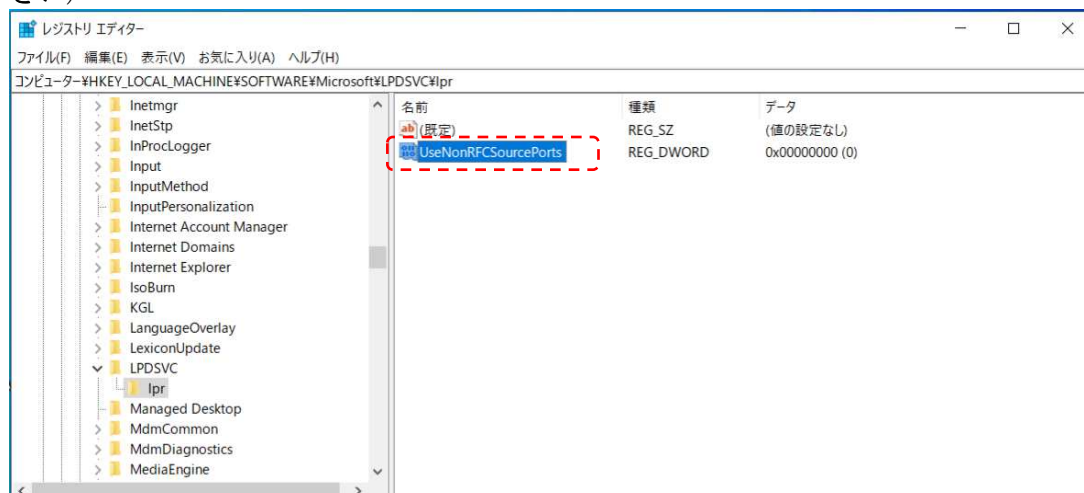 レジストリ エディター
ファイル(F) 編集(E) 表示(V) お気に入り(A) ヘルプ(H)
コンピューター¥HKEY_LOCAL_MACHINE¥SOFTWARE¥Microsoft¥LPDSVC¥lpr
Inetmgr
InetStp
InProcLogger
Input
InputMethod
InputPersonalization
Internet Account Manager
Internet Domains
Internet Explorer
IsoBurn
KGL
LanguageOverlay
LexiconUpdate
LPDSVC
lpr
Managed Desktop
MdmCommon
MdmDiagnostics
MediaEngine
名前 種類 データ
(既定) REG_SZ (値の設定なし)
UseNonRFCSourcePorts REG_DWORD 0x00000000 (0)